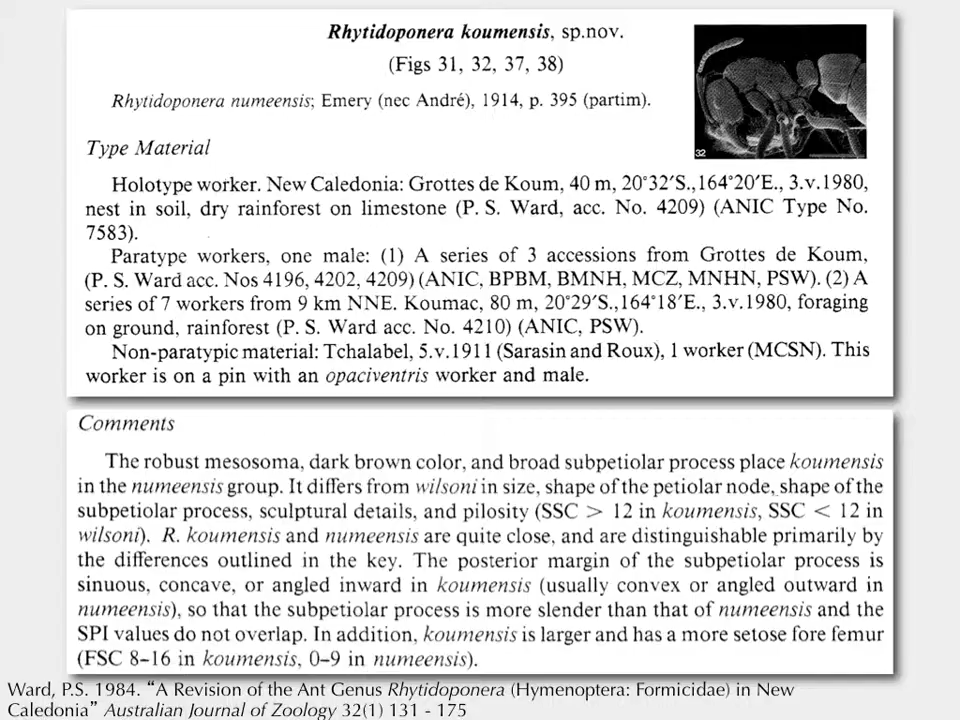 Rhytidoponera koumensis, sp.nov.
(Figs 31, 32, 37, 38)
Rhytidoponera numeensis; Emery (nec André), 1914, p. 395 (partim).
32
Type Material
Holotype worker. New Caledonia: Grottes de Koum, 40 m, 20°32′S.,164°20′E., 3.v.1980,
nest in soil, dry rainforest on limestone (P. S. Ward, acc. No. 4209) (ANIC Type No.
7583).
Paratype workers, one male: (1) A series of 3 accessions from Grottes de Koum,
(P. S. Ward acc. Nos 4196, 4202, 4209) (ANIC, BPBM, BMNH, MCZ, MNHN, PSW). (2) A
series of 7 workers from 9 km NNE. Koumac, 80 m, 20°29′S.,164°18′E., 3.v.1980, foraging
on ground, rainforest (P. S. Ward acc. No. 4210) (ANIC, PSW).
Non-paratypic material: Tchalabel, 5.v.1911 (Sarasin and Roux), 1 worker (MCSN). This
worker is on a pin with an opaciventris worker and male.
Comments
The robust mesosoma, dark brown color, and broad subpetiolar process place koumensis
in the numeensis group. It differs from wilsoni in size, shape of the petiolar node, shape of the
subpetiolar process, sculptural details, and pilosity (SSC > 12 in koumensis, SSC < 12 in
wilsoni). R. koumensis and numeensis are quite close, and are distinguishable primarily by
the differences outlined in the key. The posterior margin of the subpetiolar process is
sinuous, concave, or angled inward in koumensis (usually convex or angled outward in
numeensis), so that the subpetiolar process is more slender than that of numeensis and the
SPI values do not overlap. In addition, koumensis is larger and has a more setose fore femur
(FSC 8–16 in koumensis, 0–9 in numeensis).
Ward, P.S. 1984. “A Revision of the Ant Genus Rhytidoponera (Hymenoptera: Formicidae) in New
Caledonia” Australian Journal of Zoology 32(1) 131 - 175